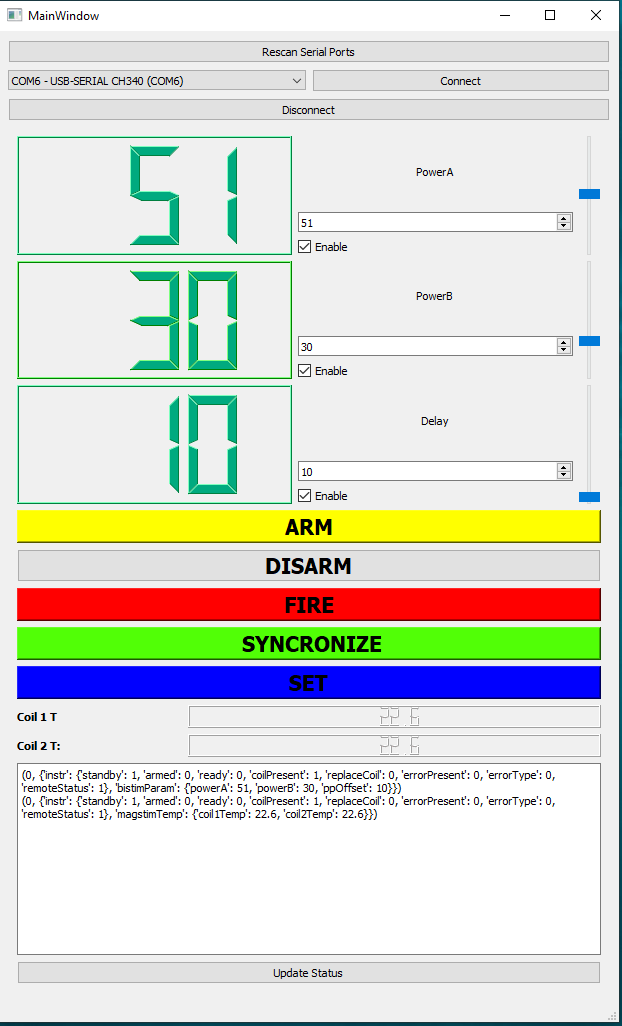 MainWindow
Rescan Serial Ports
COM6 - USB-SERIAL CH340 (COM6)
Connect
Disconnect
51
PowerA
51
Enable
30
PowerB
30
Enable
10
Delay
10
Enable
ARM
DISARM
FIRE
SYNCRONIZE
SET
Coil 1 T
22.6
Coil 2 T:
22.6
(0, {'instr': {'standby': 1, 'armed': 0, 'ready': 0, 'coilPresent': 1, 'replaceCoil': 0, 'errorPresent': 0, 'errorType': 0,
'remoteStatus': 1}, 'bistimParam': {'powerA': 51, 'powerB': 30, 'ppOffset': 10}})
(0, {'instr': {'standby': 1, 'armed': 0, 'ready': 0, 'coilPresent': 1, 'replaceCoil': 0, 'errorPresent': 0, 'errorType': 0,
'remoteStatus': 1}, 'magstimTemp': {'coil1Temp': 22.6, 'coil2Temp': 22.6}})
Update Status